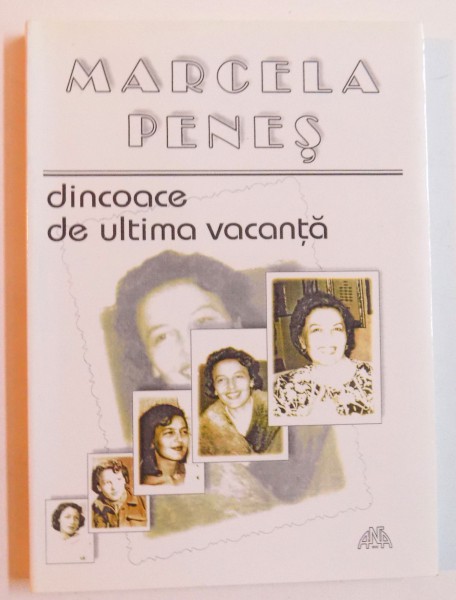 MARCELA
PENEŞ
dincoace
de ultima vacanţă
ANA